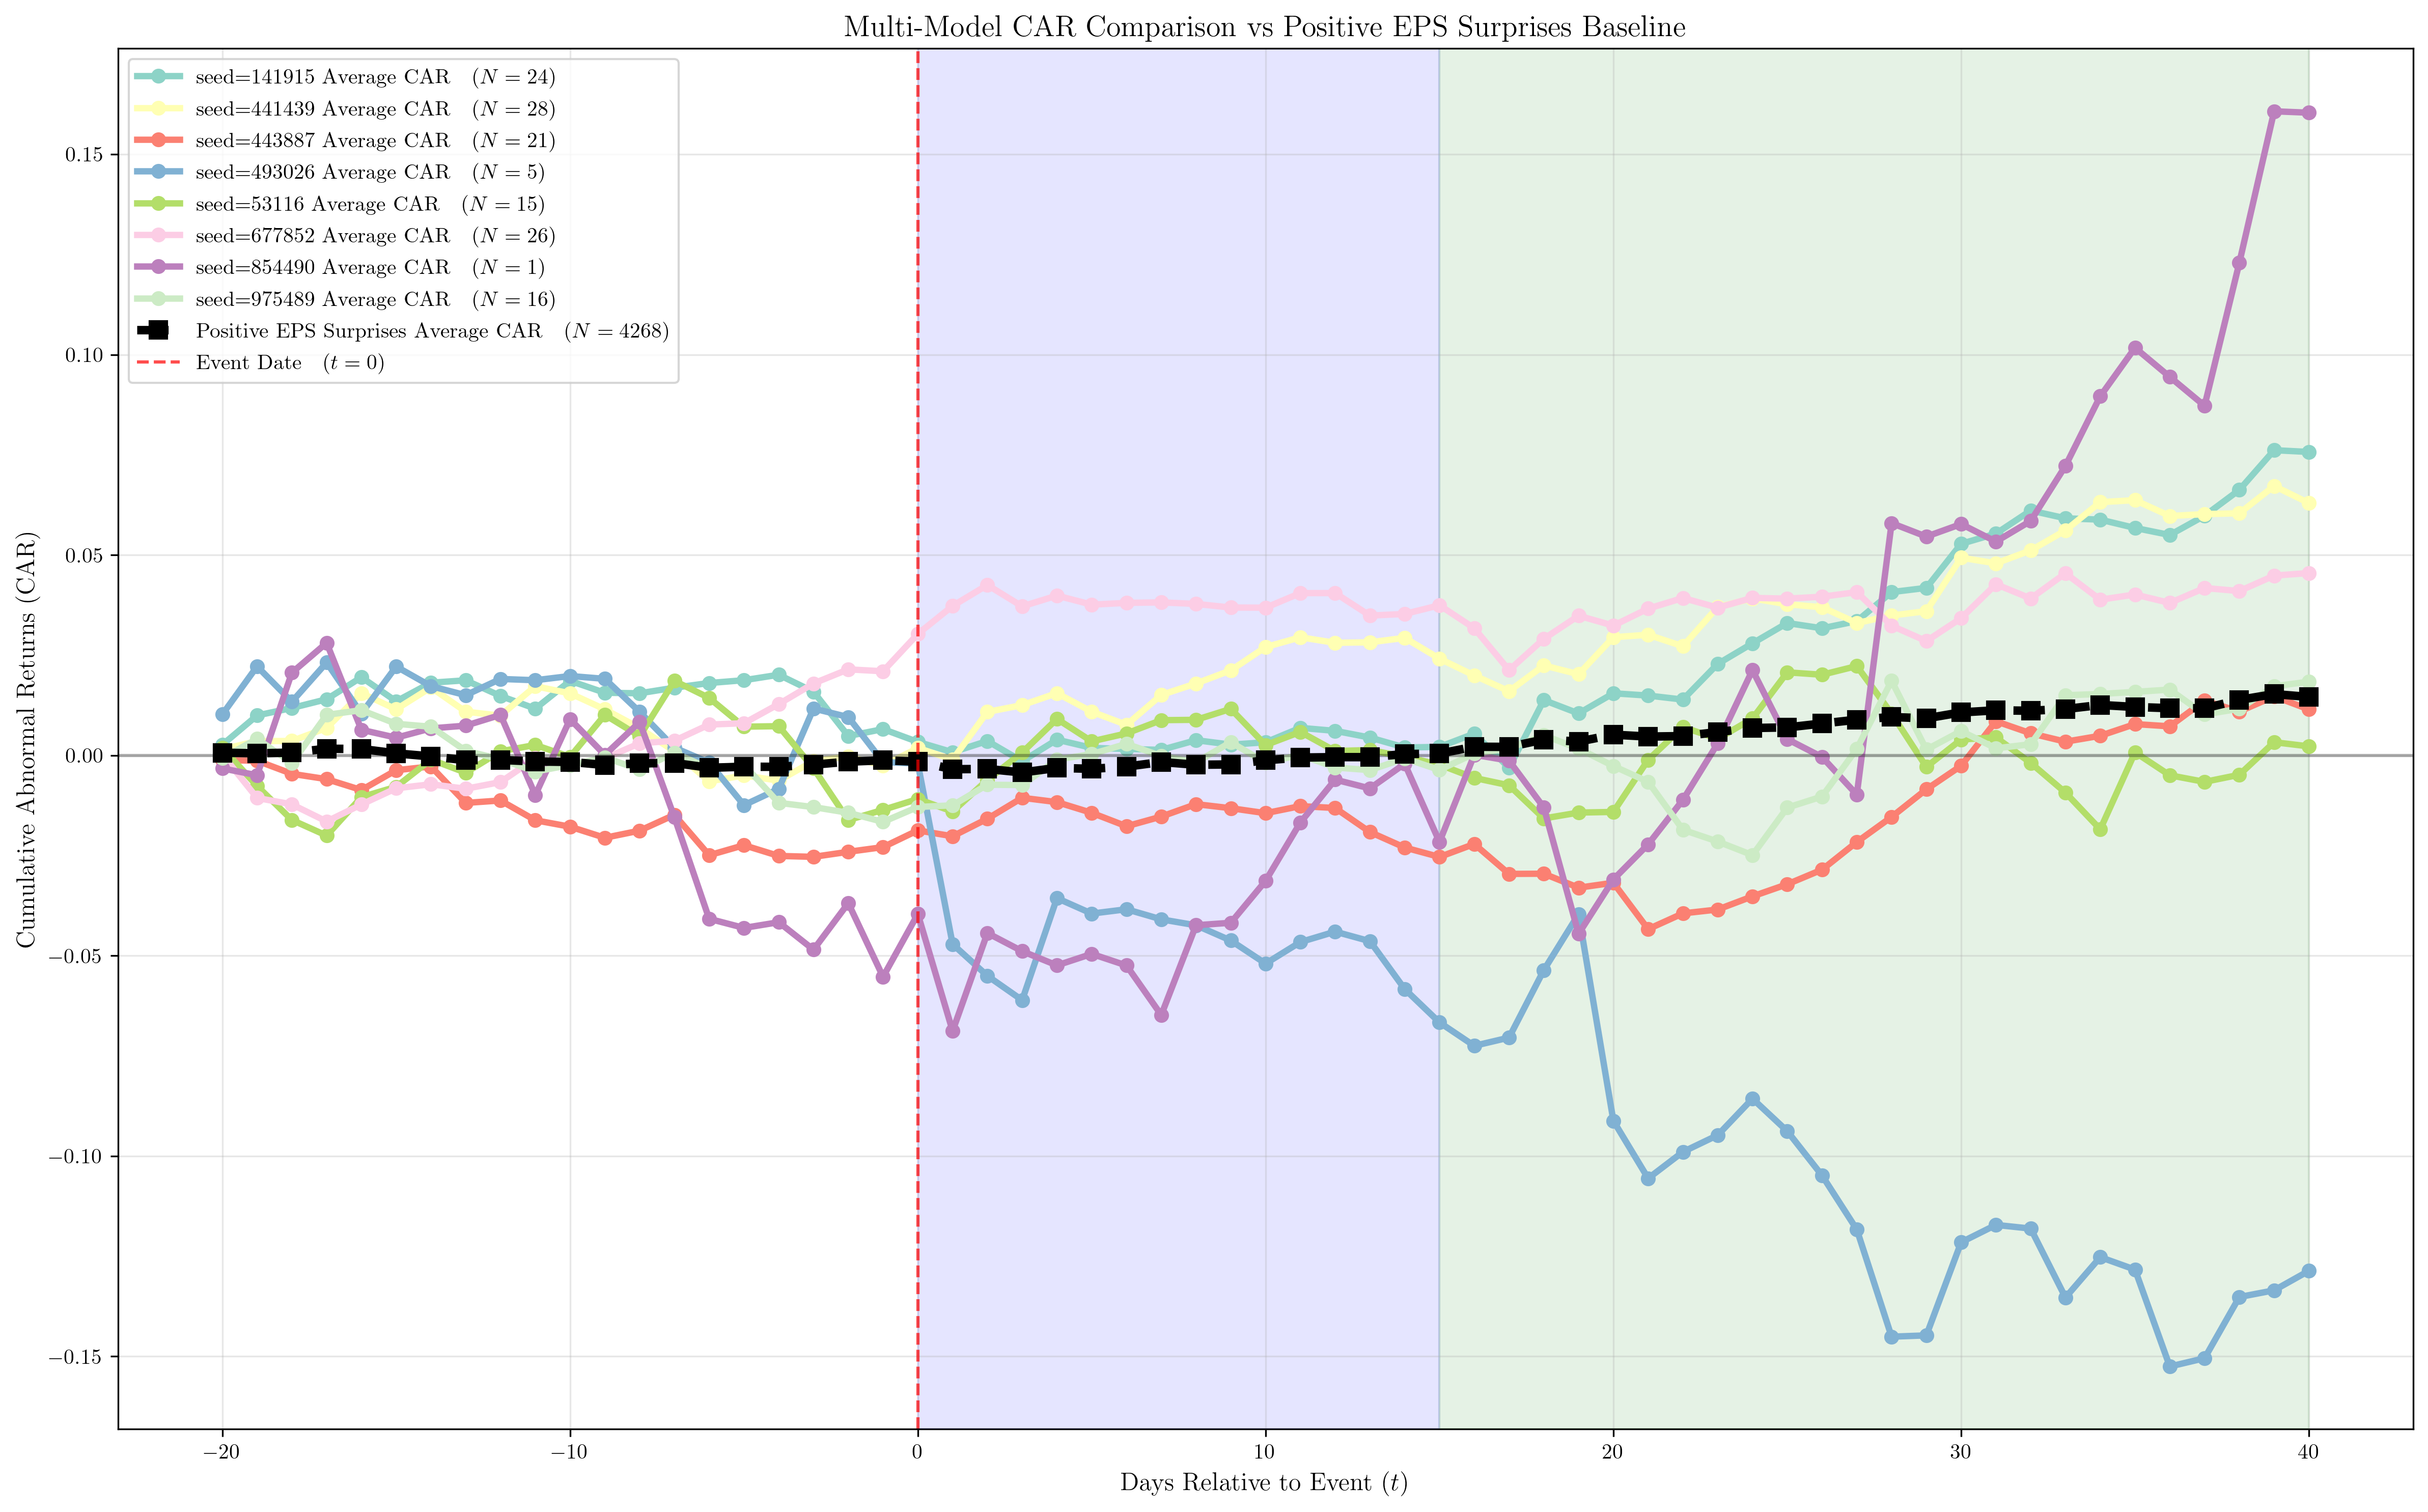 Multi-Model CAR Comparison vs Positive EPS Surprises Baseline
seed=141915 Average CAR (N = 24)
seed=441439 Average CAR (N = 28)
seed=443887 Average CAR (N = 21)
seed=493026 Average CAR (N = 5)
seed=53116 Average CAR (N = 15)
seed=677852 Average CAR (N = 26)
seed=854490 Average CAR (N = 1)
seed=975489 Average CAR (N = 16)
Positive EPS Surprises Average CAR (N = 4268)
Event Date (t = 0)
Cumulative Abnormal Returns (CAR)
0.15
0.10
0.05
0.00
−0.05
−0.10
−0.15
−20
−10
0
10
20
30
40
Days Relative to Event (t)